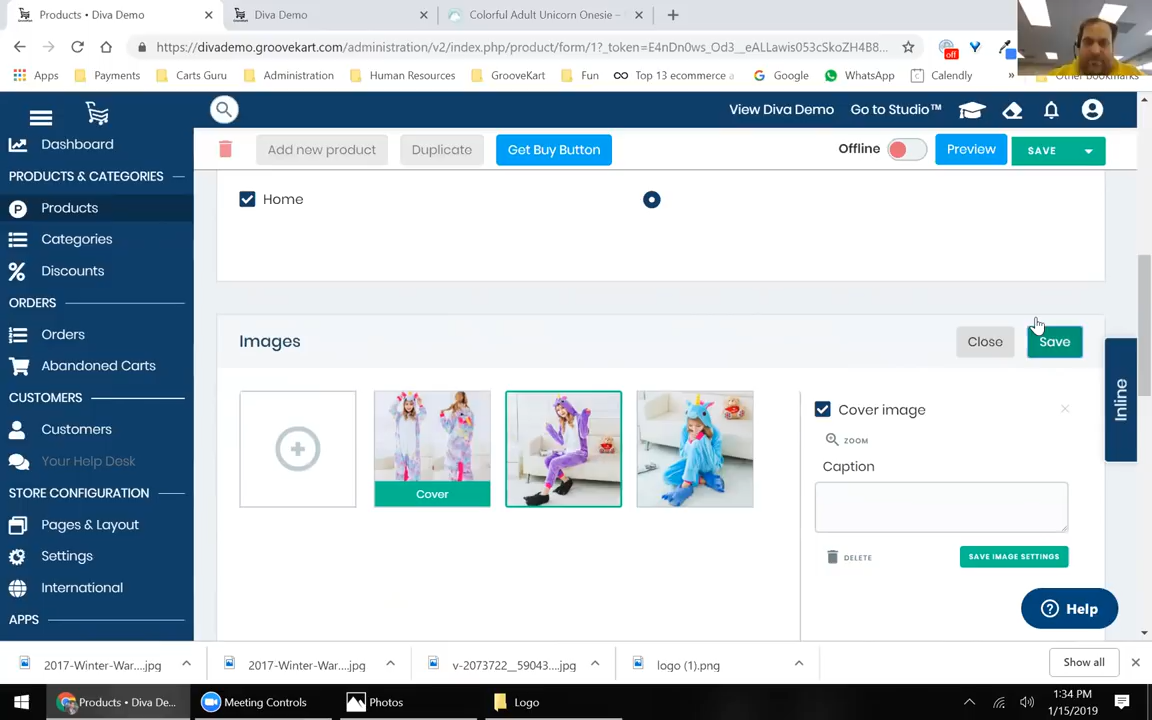 Products • Diva Demo
Diva Demo
Colorful Adult Unicorn Onesie –
https://divademo.groovekart.com/administration/v2/index.php/product/form/1?_token=E4nDn0ws_Od3__eALLawis053cSkoZH4B8...
off
Apps
Payments
Carts Guru
Administration
Human Resources
GrooveKart
Fun
Top 13 ecommerce a
Google
WhatsApp
Calendly
»
Other Bookmarks
View Diva Demo
Go to Studio™
Add new product
Duplicate
Get Buy Button
Offline
Preview
SAVE
Dashboard
PRODUCTS & CATEGORIES
Products
Categories
Discounts
ORDERS
Orders
Abandoned Carts
CUSTOMERS
Customers
Your Help Desk
STORE CONFIGURATION
Pages & Layout
Settings
International
APPS
Home
Images
Close
Save
Inline
Cover
Cover image
ZOOM
Caption
DELETE
SAVE IMAGE SETTINGS
Help
2017-Winter-War....jpg
2017-Winter-War....jpg
v-2073722__59043....jpg
logo (1).png
Show all
Products • Diva De...
Meeting Controls
Photos
Logo
1:34 PM
1/15/2019